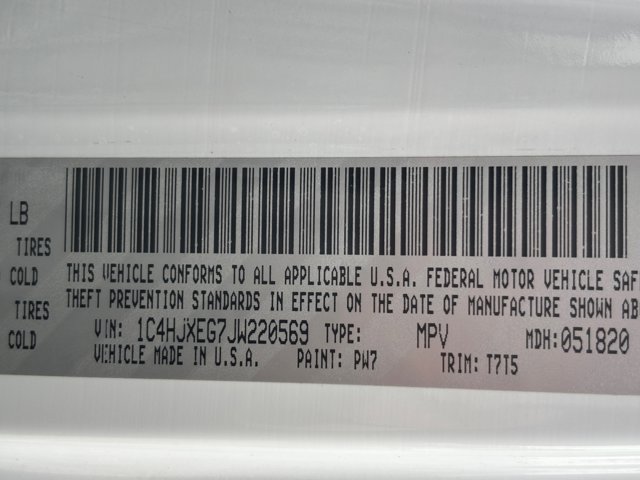 LB
TIRES
COLD THIS VEHICLE CONFORMS TO ALL APPLICABLE U.S.A. FEDERAL MOTOR VEHICLE SAF
TIRES THEFT PREVENTION STANDARDS IN EFFECT ON THE DATE OF MANUFACTURE SHOWN AB
COLD VIN: 1C4HJXEG7JW220569 TYPE: MPV MDH:051820
VEHICLE MADE IN U.S.A. PAINT: PW7 TRIM: T7T5